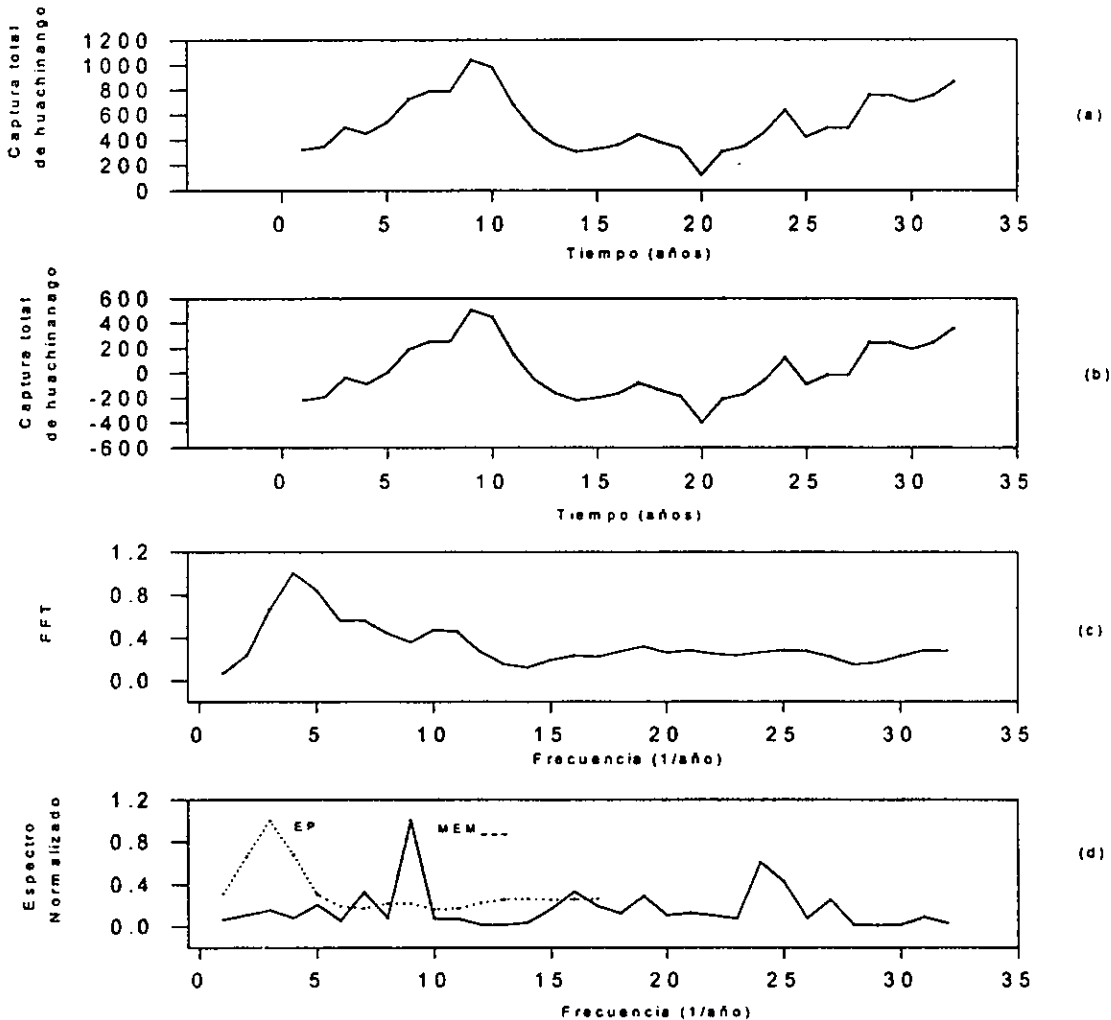 Captura total
de huachinango
1200
1000
800
600
400
200
0
0 5 10 15 20 25 30 35
Tiempo (años)
(a)
Captura total
de huachinanango
600
400
200
0
-200
-400
-600
0 5 10 15 20 25 30 35
Tiempo (años)
(b)
FFT
1.2
0.8
0.4
0.0
0 5 10 15 20 25 30 35
Frecuencia (1/año)
(c)
Espectro
Normalizado
1.2
0.8
0.4
0.0
EP
MEM___
0 5 10 15 20 25 30 35
Frecuencia (1/año)
(d)